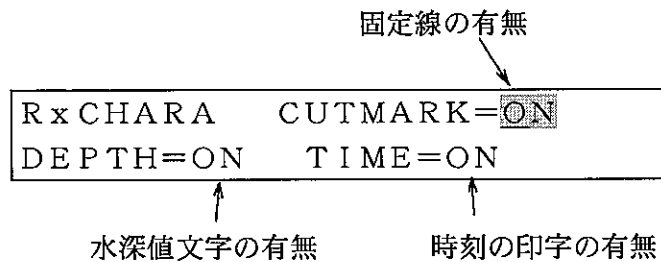 固定線の有無
RxCHARA CUTMARK=ON
DEPTH=ON TIME=ON
水深値文字の有無 時刻の印字の有無